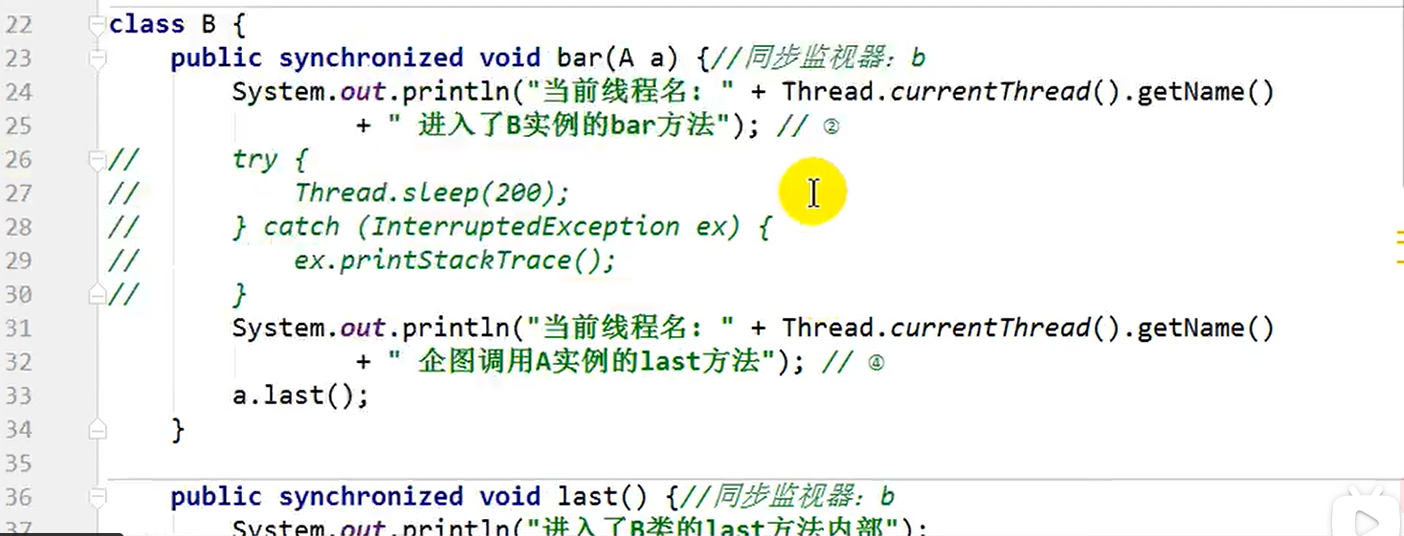 22 class B {
23 public synchronized void bar(A a) {//同步监视器：b
24 System.out.println("当前线程名: " + Thread.currentThread().getName()
25 + " 进入了B实例的bar方法"); // ②
26 // try {
27 // Thread.sleep(200);
28 // } catch (InterruptedException ex) {
29 // ex.printStackTrace();
30 // }
31 System.out.println("当前线程名: " + Thread.currentThread().getName()
32 + " 企图调用A实例的last方法"); // ④
33 a.last();
34 }
35
36 public synchronized void last() {//同步监视器：b
37 System.out.println("进入了B类的last方法内部");